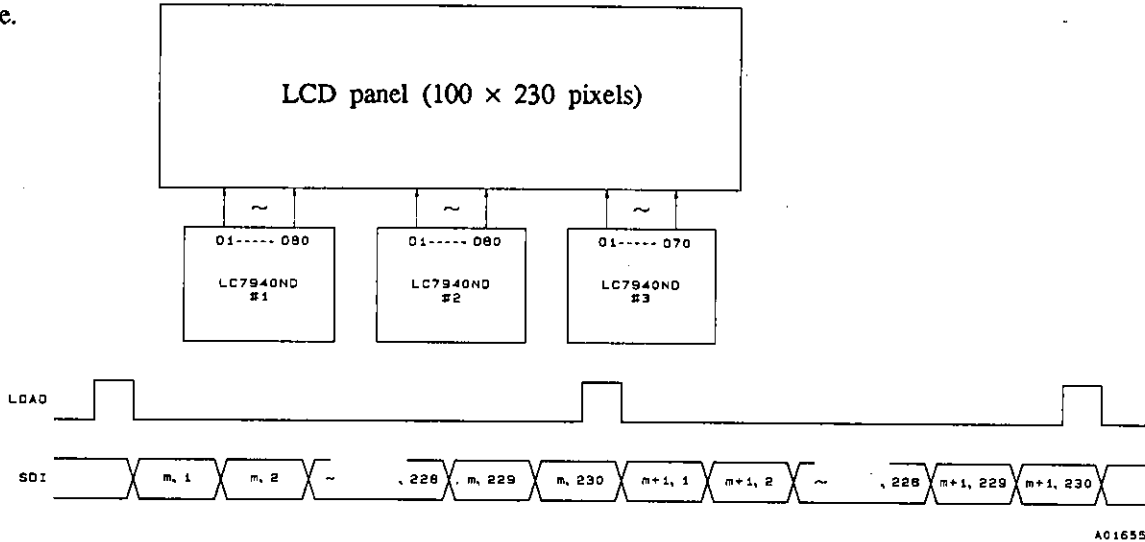 e.
LCD panel (100 × 230 pixels)
~ ~ ~
O1----- O80 O1----- O80 O1----- O70
LC7940ND LC7940ND LC7940ND
#1 #2 #3
LOAD
SDI m, 1 m, 2 ~ , 228 m, 229 m, 230 m+1, 1 m+1, 2 ~ , 228 m+1, 229 m+1, 230
A01655